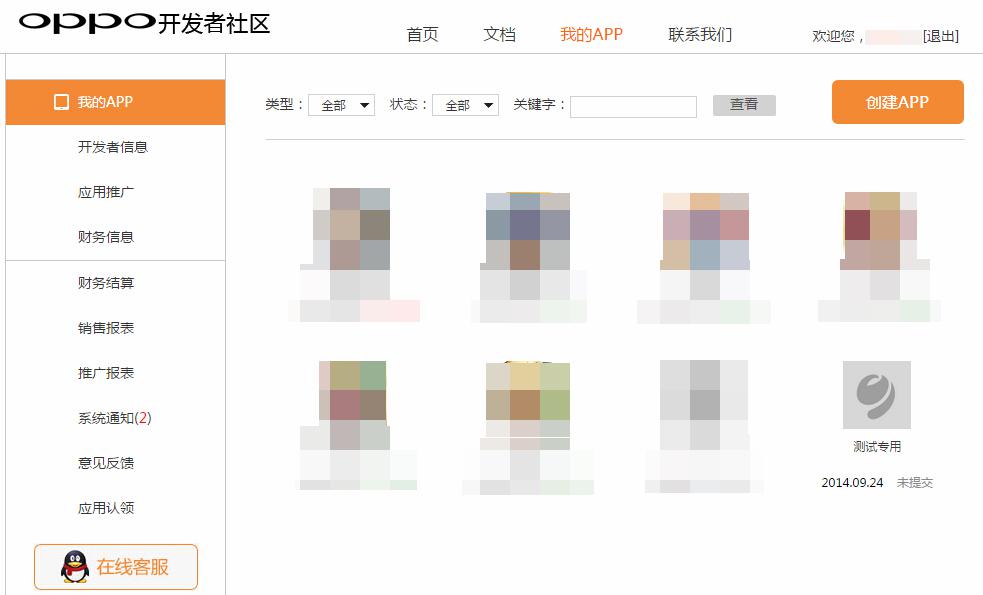 oppo开发者社区
首页 文档 我的APP 联系我们
欢迎您， [退出]
我的APP
开发者信息
应用推广
财务信息
财务结算
销售报表
推广报表
系统通知(2)
意见反馈
应用认领
在线客服
类型： 全部 状态： 全部 关键字： 查看
创建APP
测试专用
2014.09.24 未提交